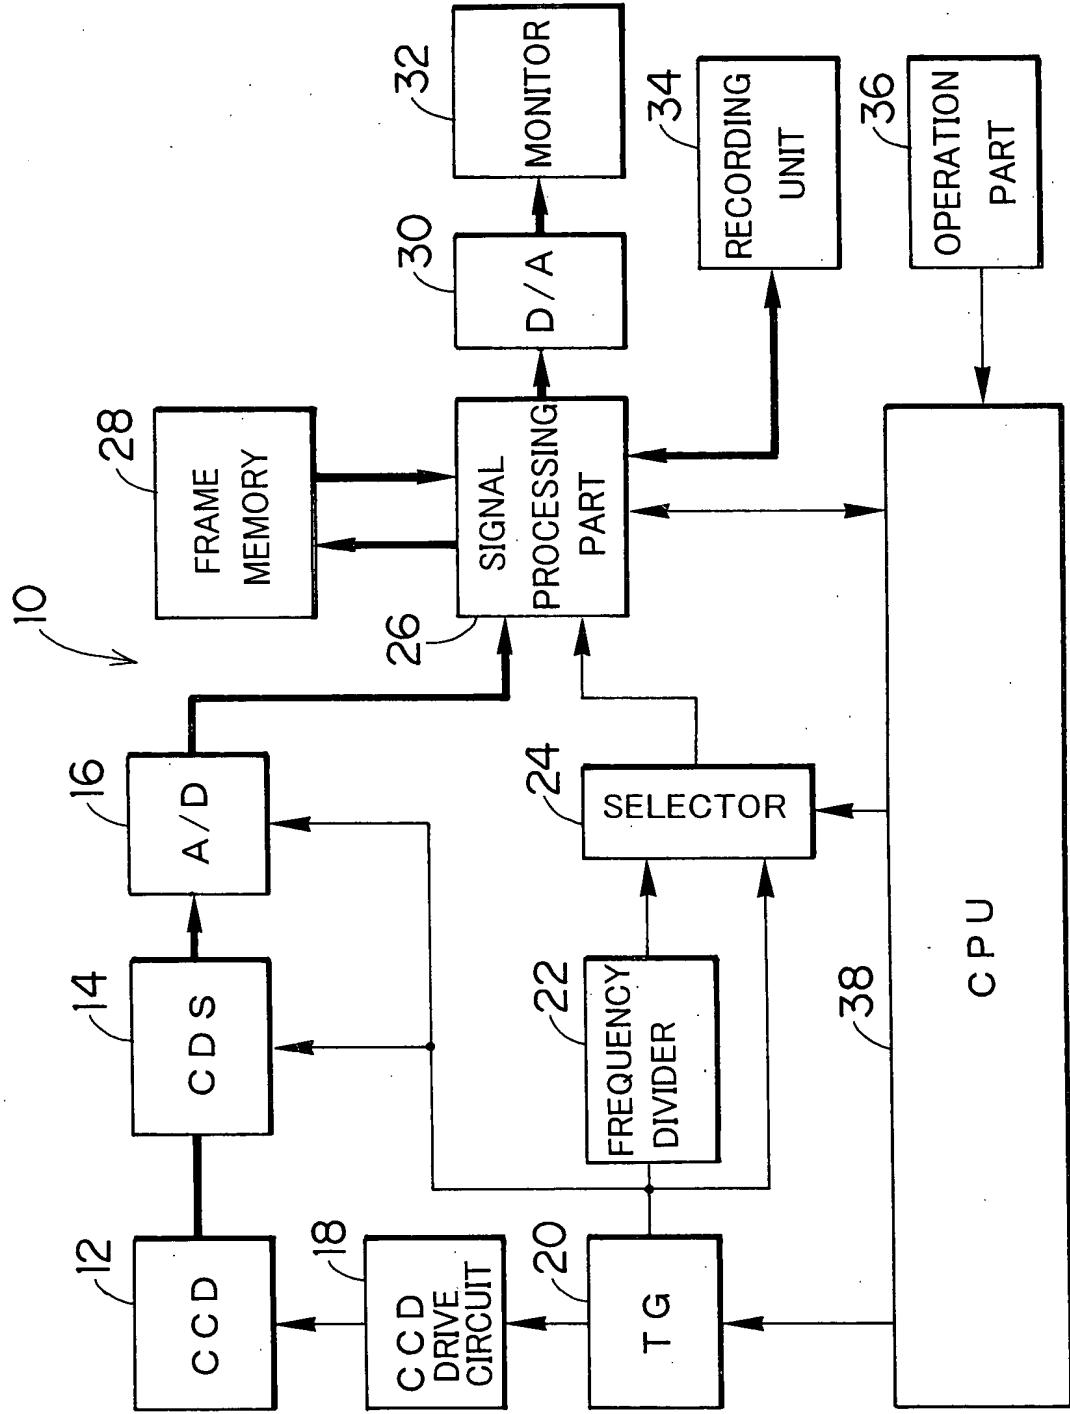 10
12
CCD
14
CDS
16
A/D
28
FRAME
MEMORY
18
CCD
DRIVE
CIRCUIT
26
SIGNAL
PROCESSING
PART
30
D/A
32
MONITOR
20
TG
22
FREQUENCY
DIVIDER
24
SELECTOR
34
RECORDING
UNIT
38
CPU
36
OPERATION
PART